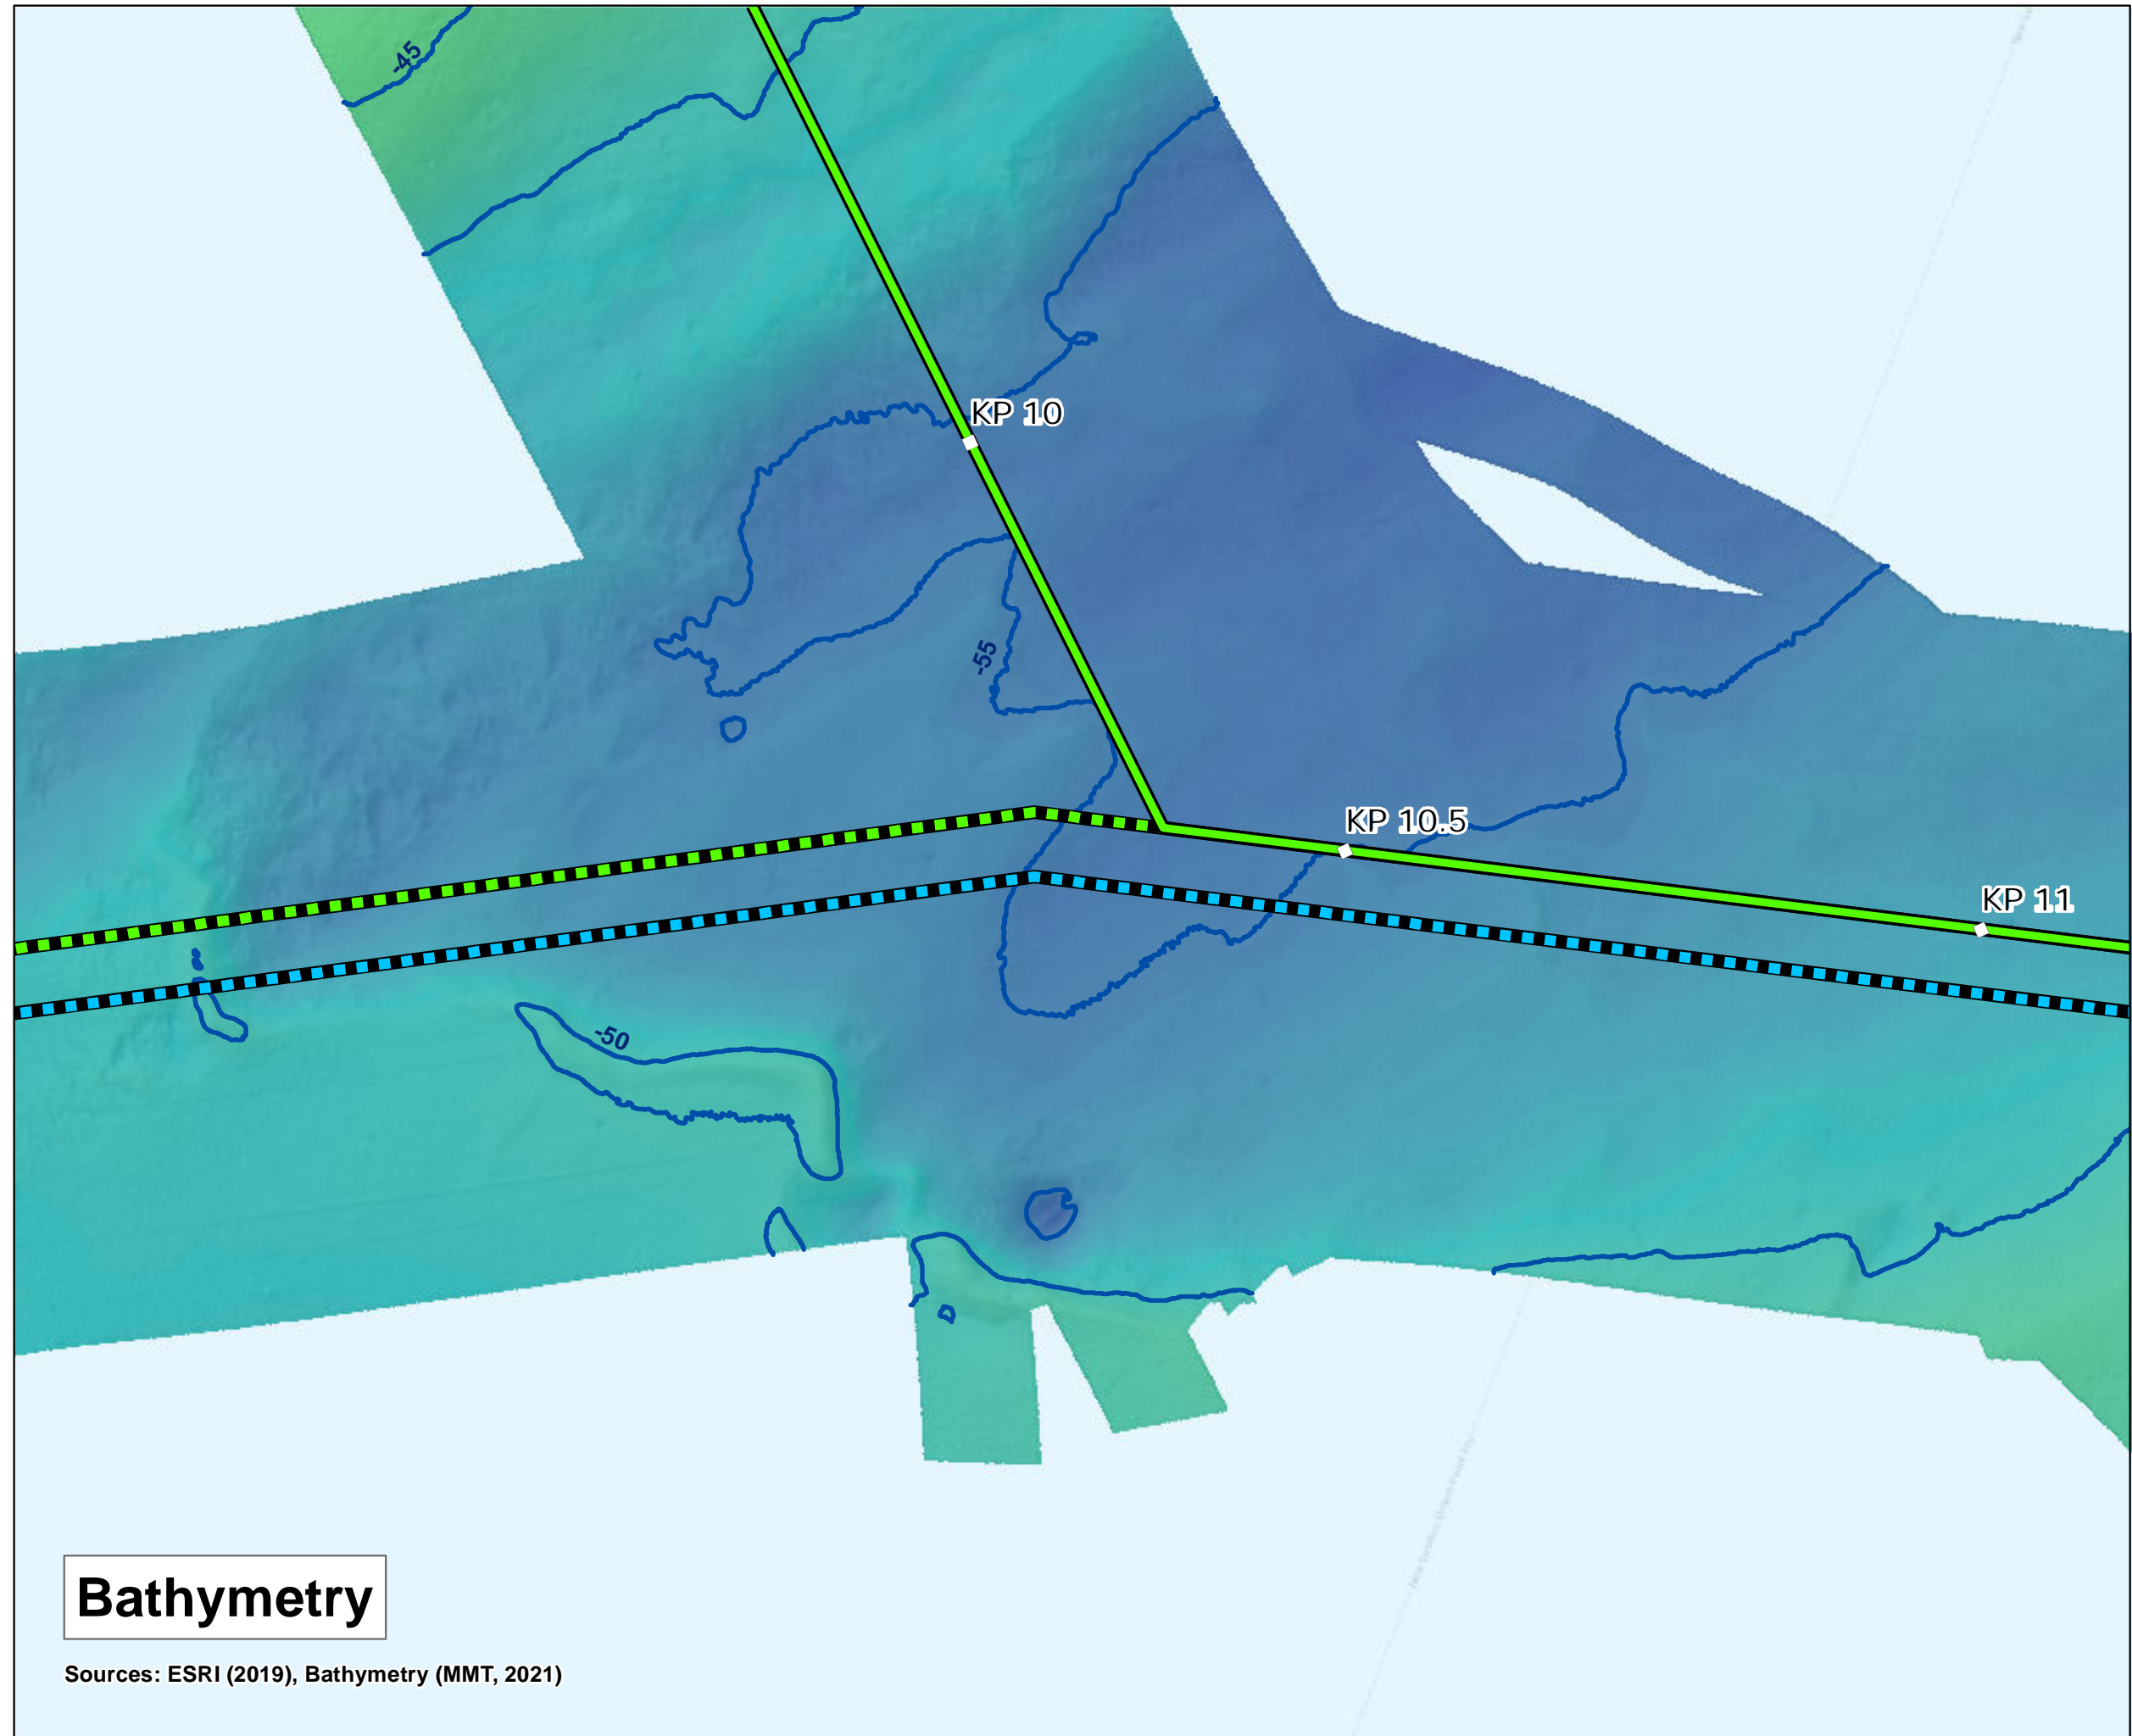 -45
KP 10
-55
KP 10.5
KP 11
-50
Bathymetry
Sources: ESRI (2019), Bathymetry (MMT, 2021)